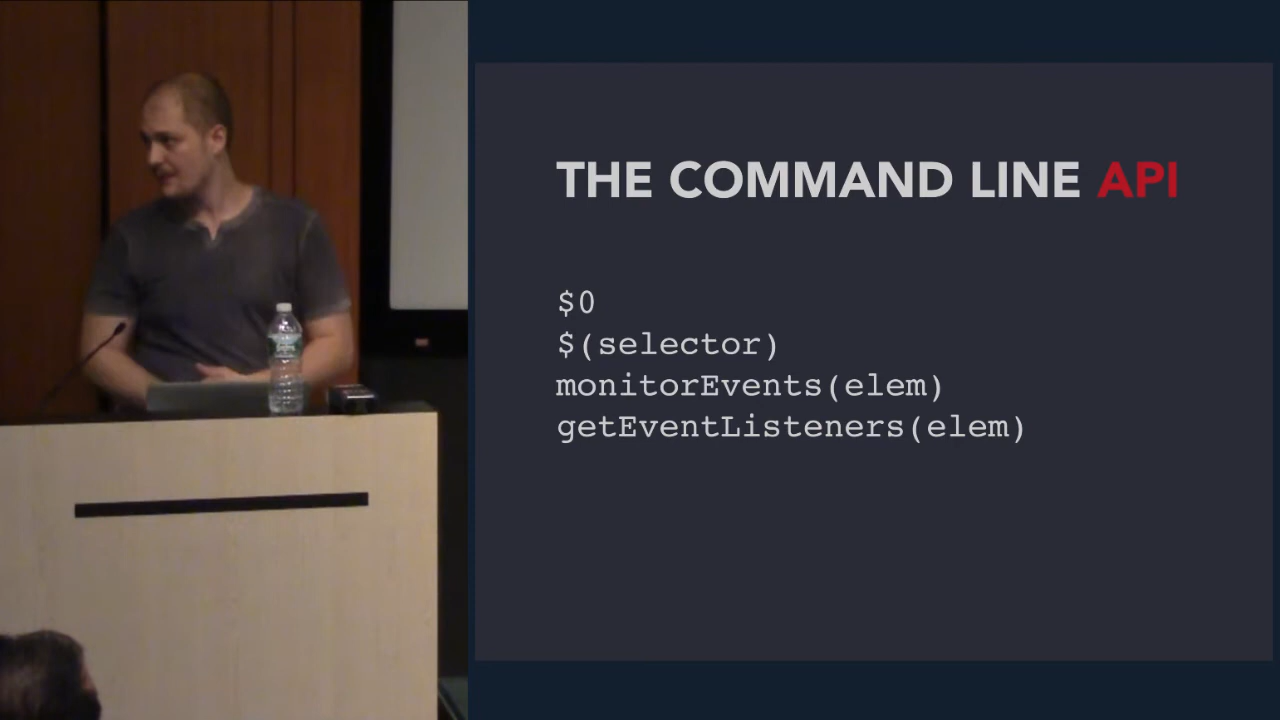 THE COMMAND LINE API
$0
$(selector)
monitorEvents(elem)
getEventListeners(elem)